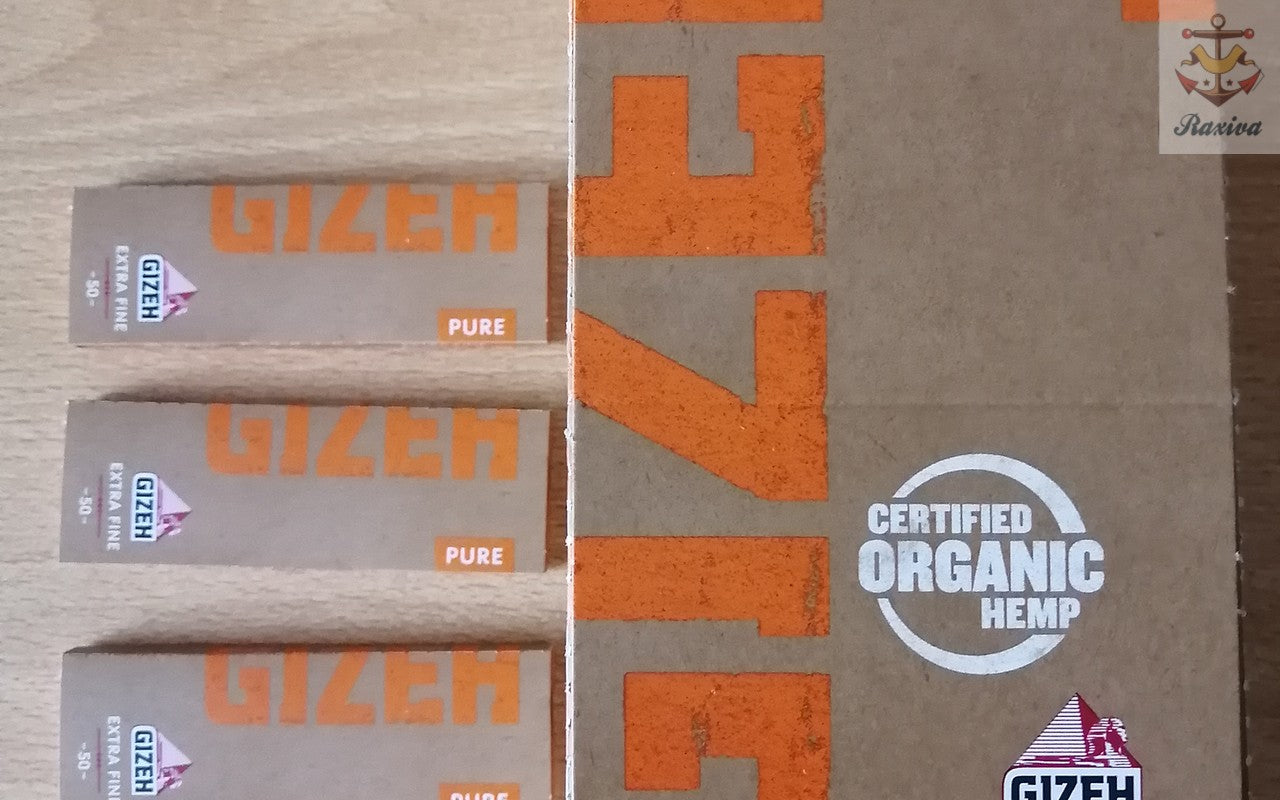 GIZEH
GIZEH
EXTRA FINE
-50-
PURE
GIZEH
GIZEH
EXTRA FINE
-50-
PURE
GIZEH
GIZEH
EXTRA FINE
-50-
PURE
GIZEH
CERTIFIED
ORGANIC
HEMP
GIZEH
Raxiva